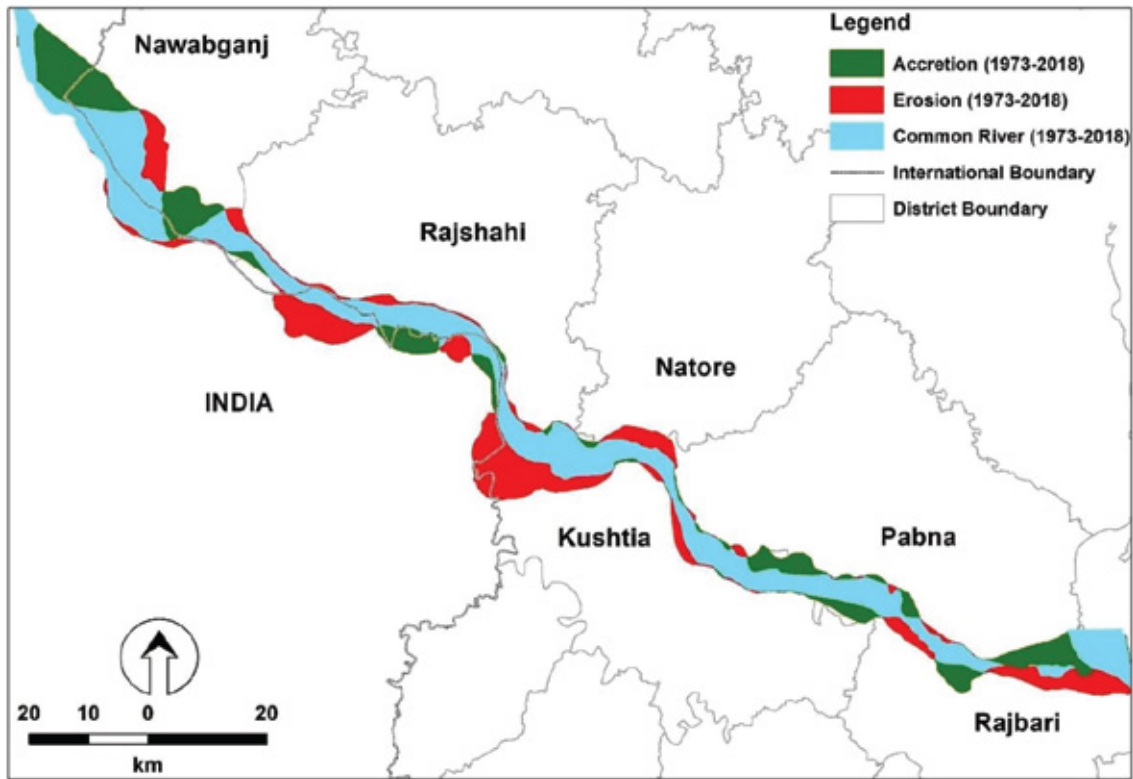 Nawabganj
Legend
Accretion (1973-2018)
Erosion (1973-2018)
Common River (1973-2018)
International Boundary
District Boundary
Rajshahi
Natore
INDIA
Kushtia
Pabna
Rajbari
20 10 0 20
km